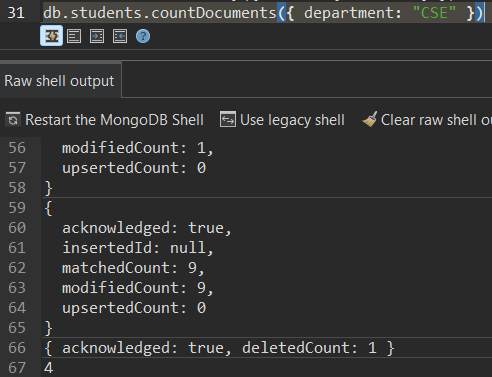 31 db.students.countDocuments({ department: "CSE" })
Raw shell output
Restart the MongoDB Shell Use legacy shell Clear raw shell
56 modifiedCount: 1,
57 upsertedCount: 0
58 }
59 {
60 acknowledged: true,
61 insertedId: null,
62 matchedCount: 9,
63 modifiedCount: 9,
64 upsertedCount: 0
65 }
66 { acknowledged: true, deletedCount: 1 }
67 4